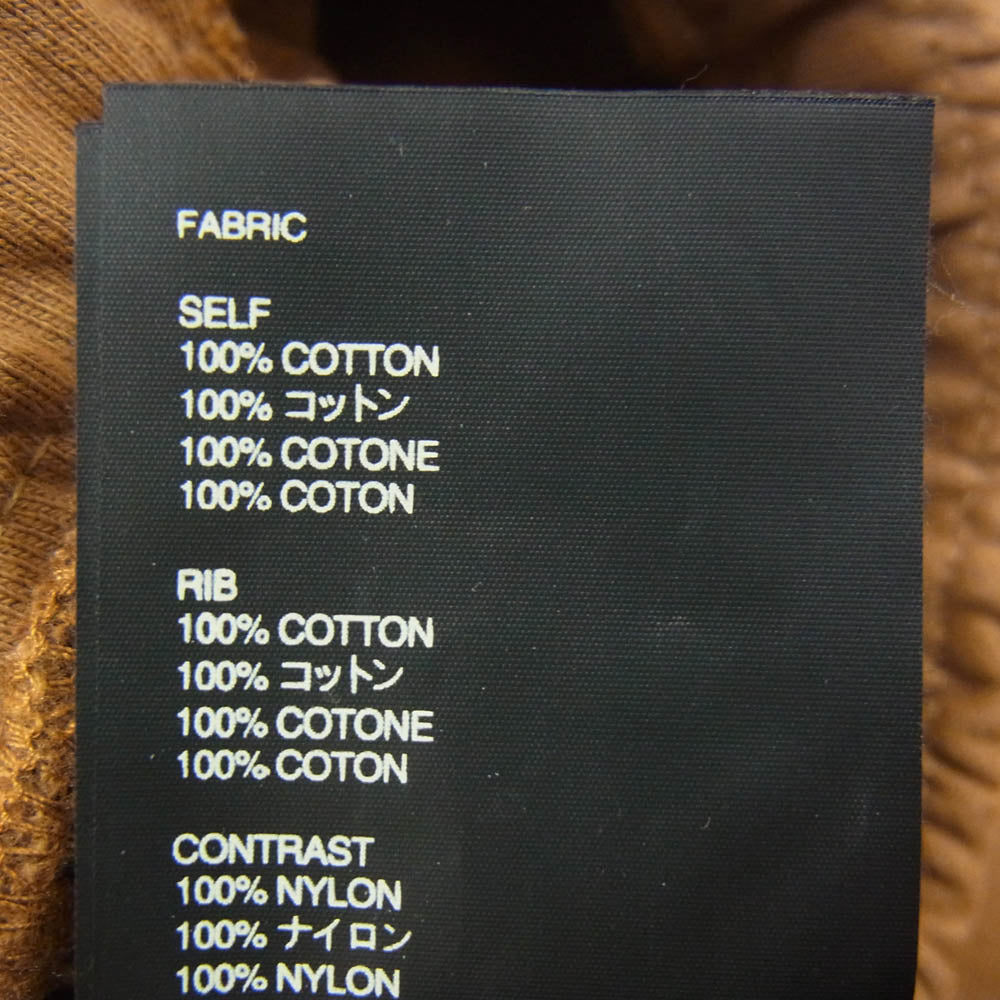 FABRIC
SELF
100% COTTON
100% コットン
100% COTONE
100% COTON
RIB
100% COTTON
100% コットン
100% COTONE
100% COTON
CONTRAST
100% NYLON
100% ナイロン
100% NYLON